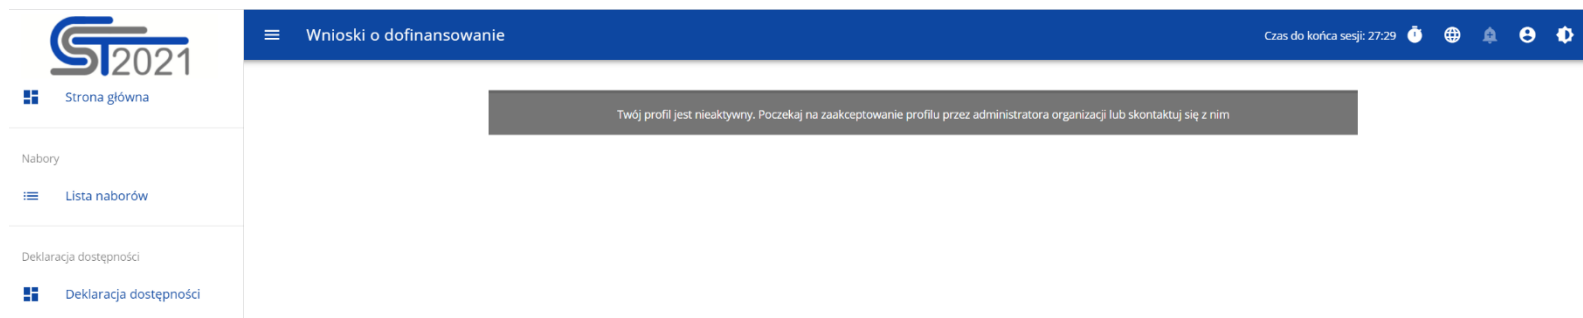 ST2021
Wnioski o dofinansowanie
Czas do końca sesji: 27:29
Strona główna
Twój profil jest nieaktywny. Poczekaj na zaakceptowanie profilu przez administratora organizacji lub skontaktuj się z nim
Nabory
Lista naborów
Deklaracja dostępności
Deklaracja dostępności